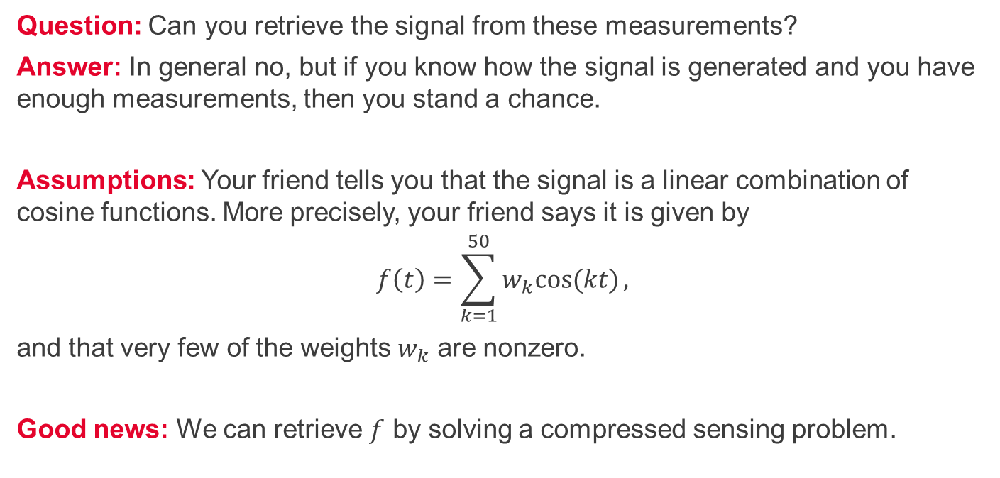 Question: Can you retrieve the signal from these measurements?
Answer: In general no, but if you know how the signal is generated and you have
enough measurements, then you stand a chance.
Assumptions: Your friend tells you that the signal is a linear combination of
cosine functions. More precisely, your friend says it is given by
50
f(t) = ∑ wₖcos(kt),
k=1
and that very few of the weights wₖ are nonzero.
Good news: We can retrieve f by solving a compressed sensing problem.